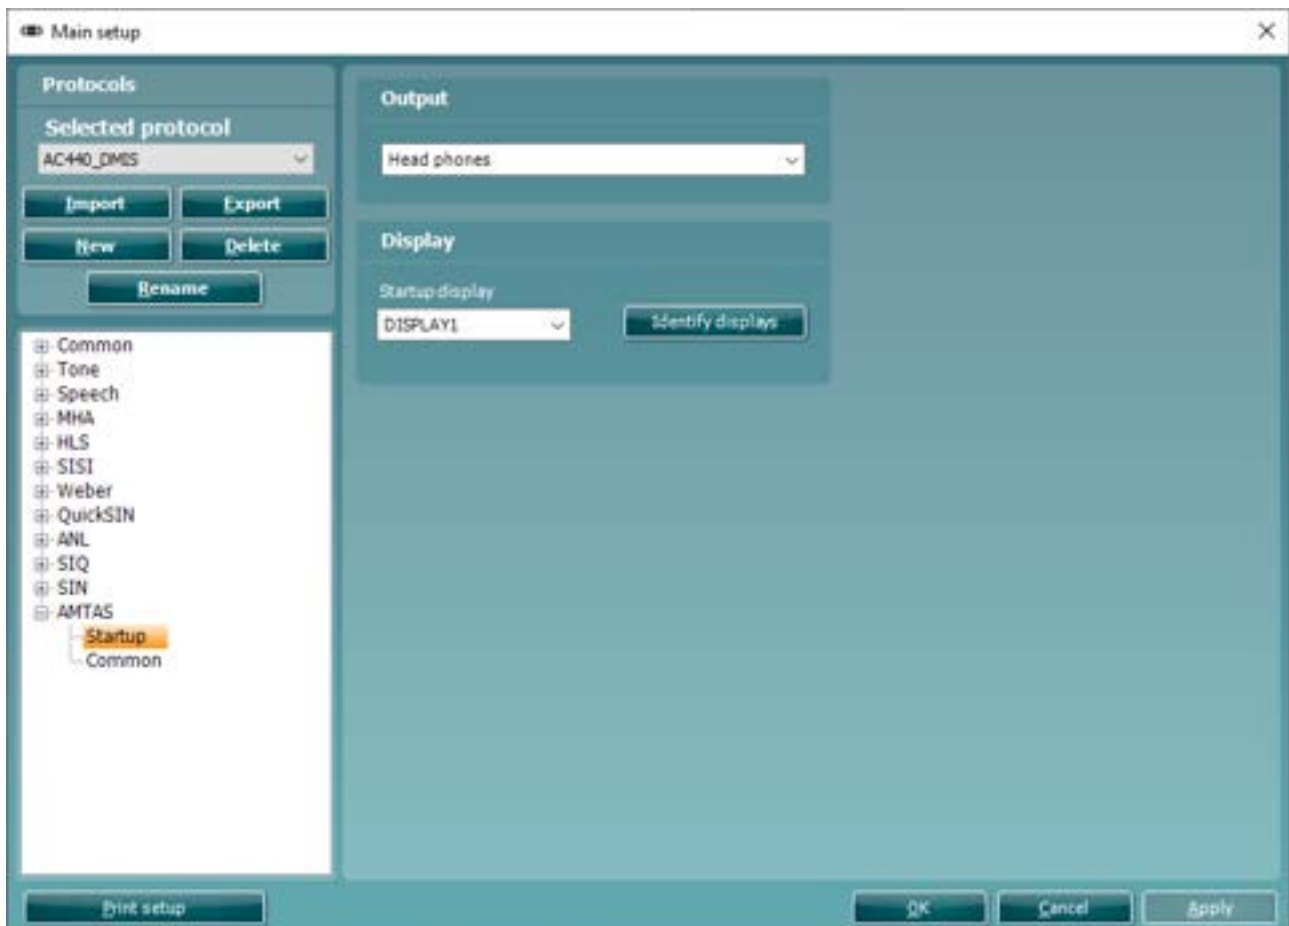 Main setup
Protocols
Selected protocol
AC440_DMIS
Import Export
New Delete
Rename
Common
Tone
Speech
MHA
HLS
SISI
Weber
QuickSIN
ANL
SIQ
SIN
AMTAS
Startup
Common
Output
Head phones
Display
Startup display
DISPLAY1 Identify displays
Print setup OK Cancel Apply